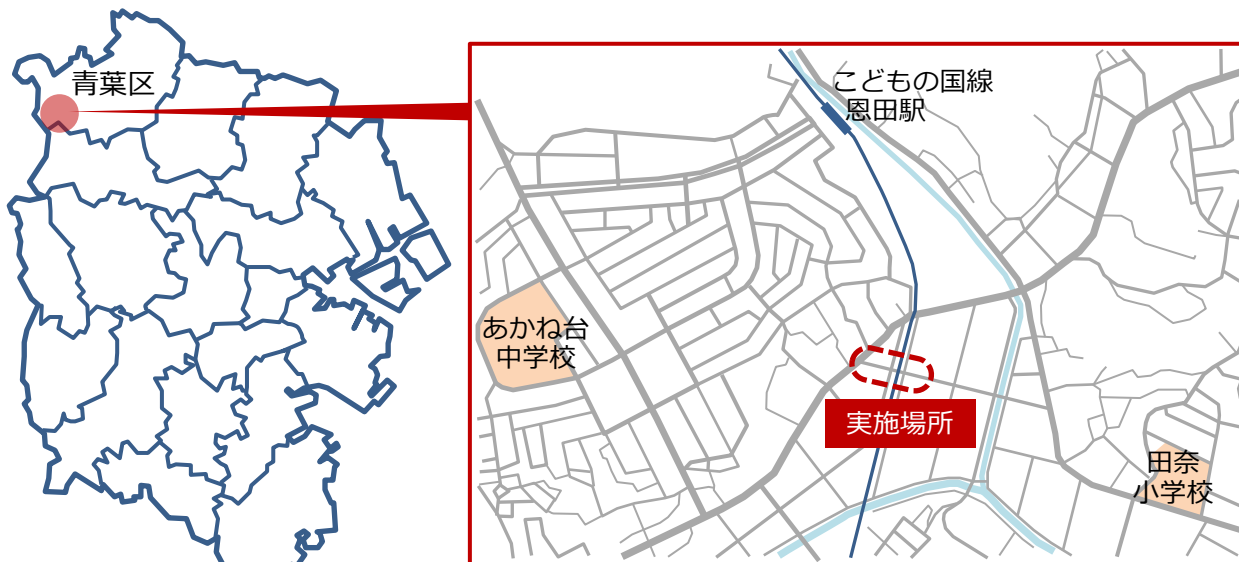 青葉区
こどもの国線
恩田駅
あかね台
中学校
実施場所
田奈
小学校